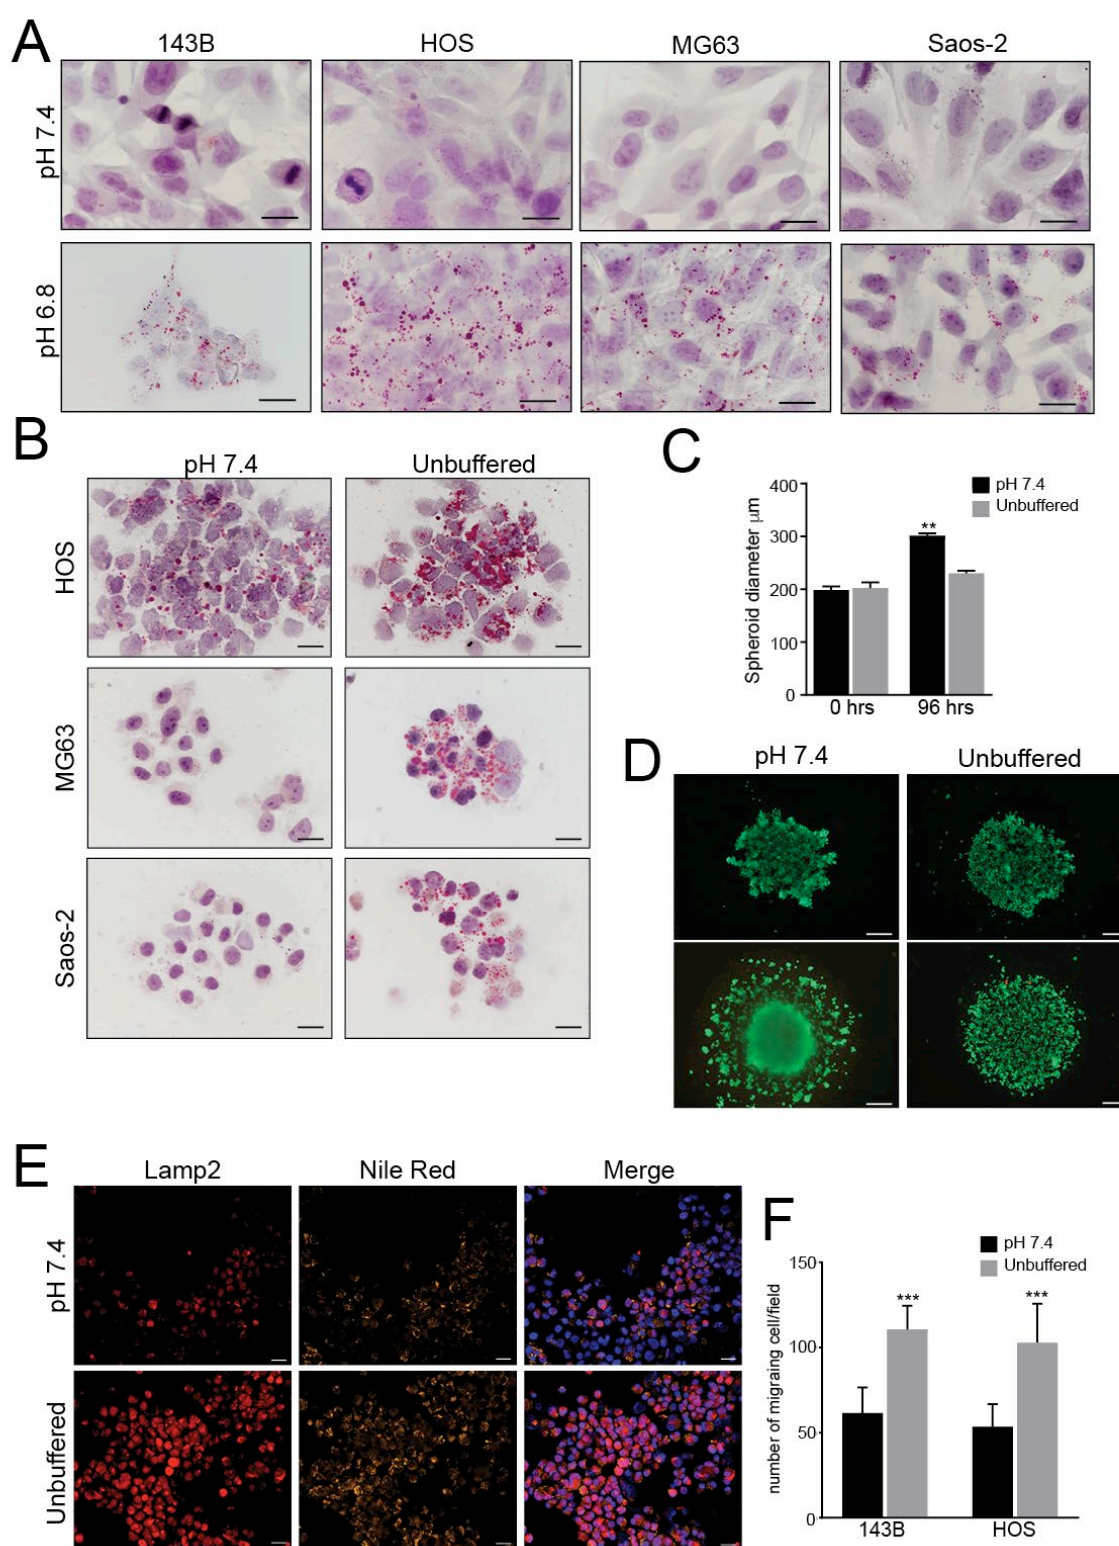 A
143B HOS MG63 Saos-2
pH 7.4
pH 6.8
B
pH 7.4 Unbuffered
HOS
MG63
Saos-2
C
pH 7.4
Unbuffered
Spheroid diameter μm
400
300
200
100
0
**
0 hrs 96 hrs
D
pH 7.4 Unbuffered
E
Lamp2 Nile Red Merge
pH 7.4
Unbuffered
F
pH 7.4
Unbuffered
number of migraing cell/field
150
100
50
0
*** ***
143B HOS